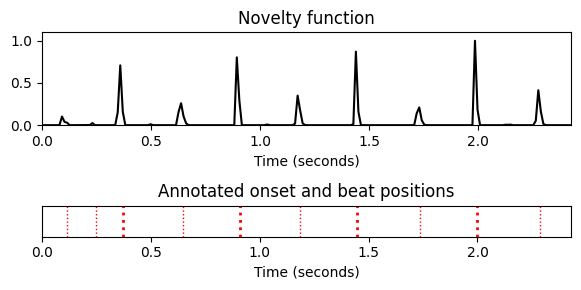 Novelty function
1.0
0.5
0.0
0.0 0.5 1.0 1.5 2.0
Time (seconds)
Annotated onset and beat positions
0.0 0.5 1.0 1.5 2.0
Time (seconds)